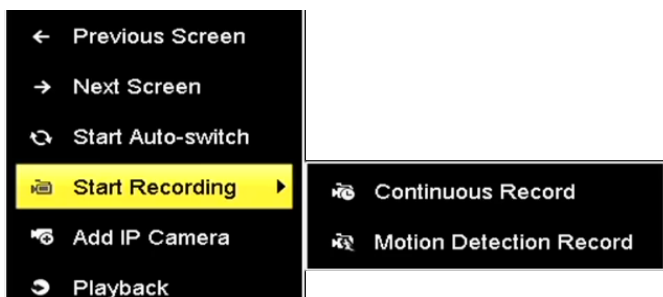 Previous Screen
Next Screen
Start Auto-switch
Start Recording
Continuous Record
Add IP Camera
Motion Detection Record
Playback